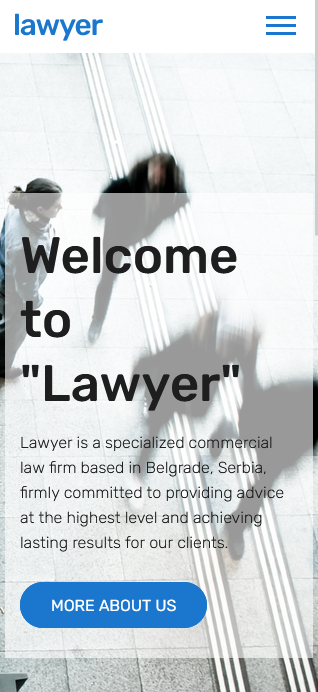 lawyer
Welcome
to
"Lawyer"
Lawyer is a specialized commercial
law firm based in Belgrade, Serbia,
firmly committed to providing advice
at the highest level and achieving
lasting results for our clients.
MORE ABOUT US